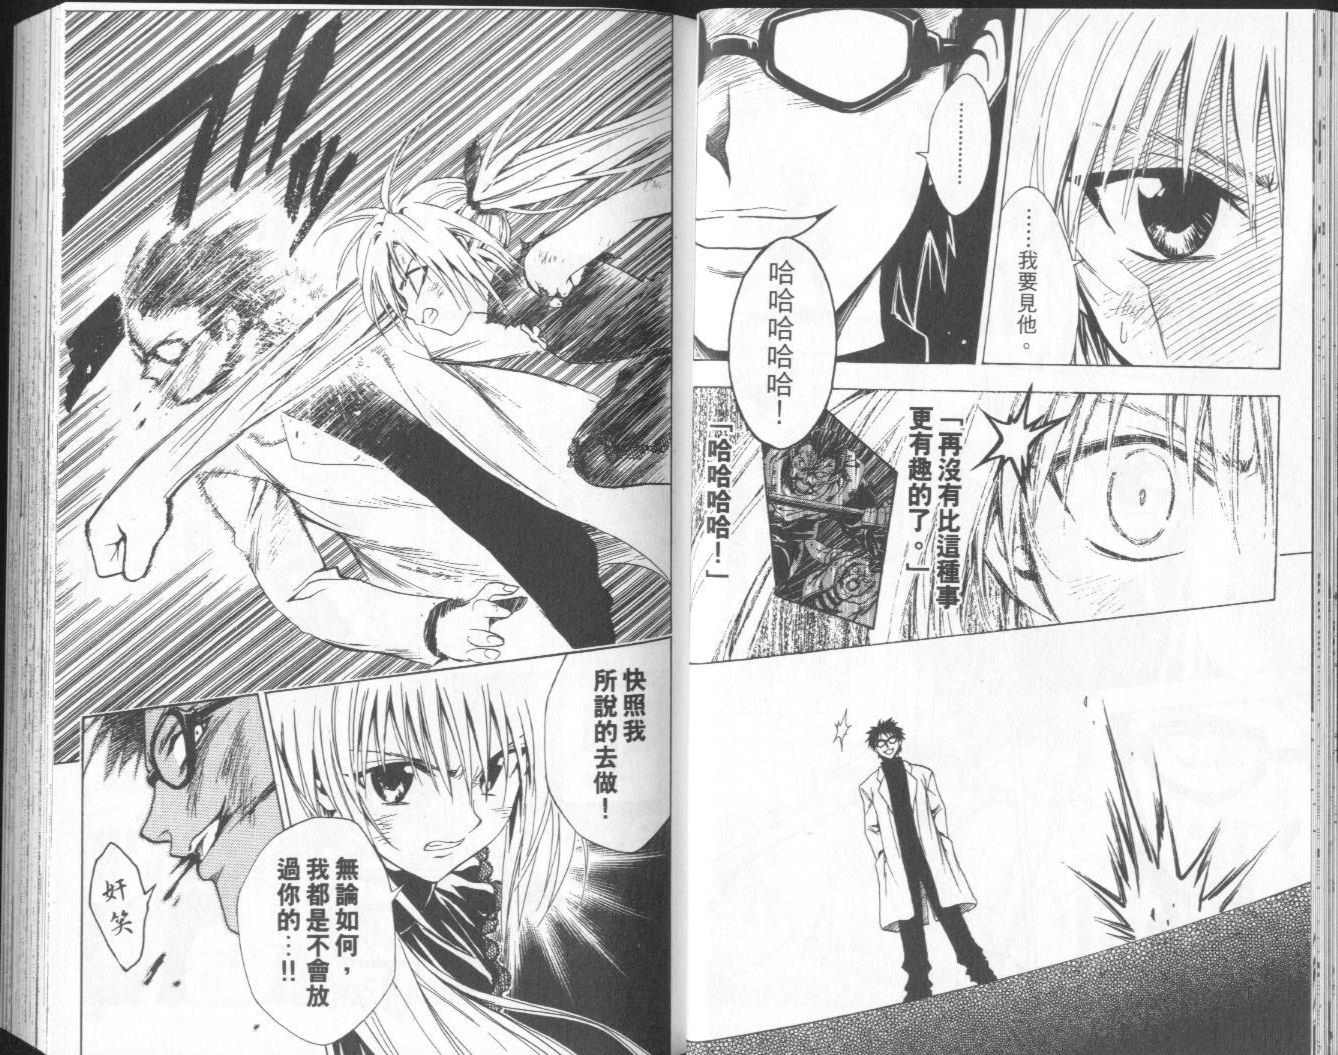 ……我要見他。
…………
哈哈哈哈哈！
「再沒有比這種事
更有趣的了。」
「哈哈哈哈！」
快照我
所說的去做！
無論如何，
我都是不會放
過你的…!!
奸笑